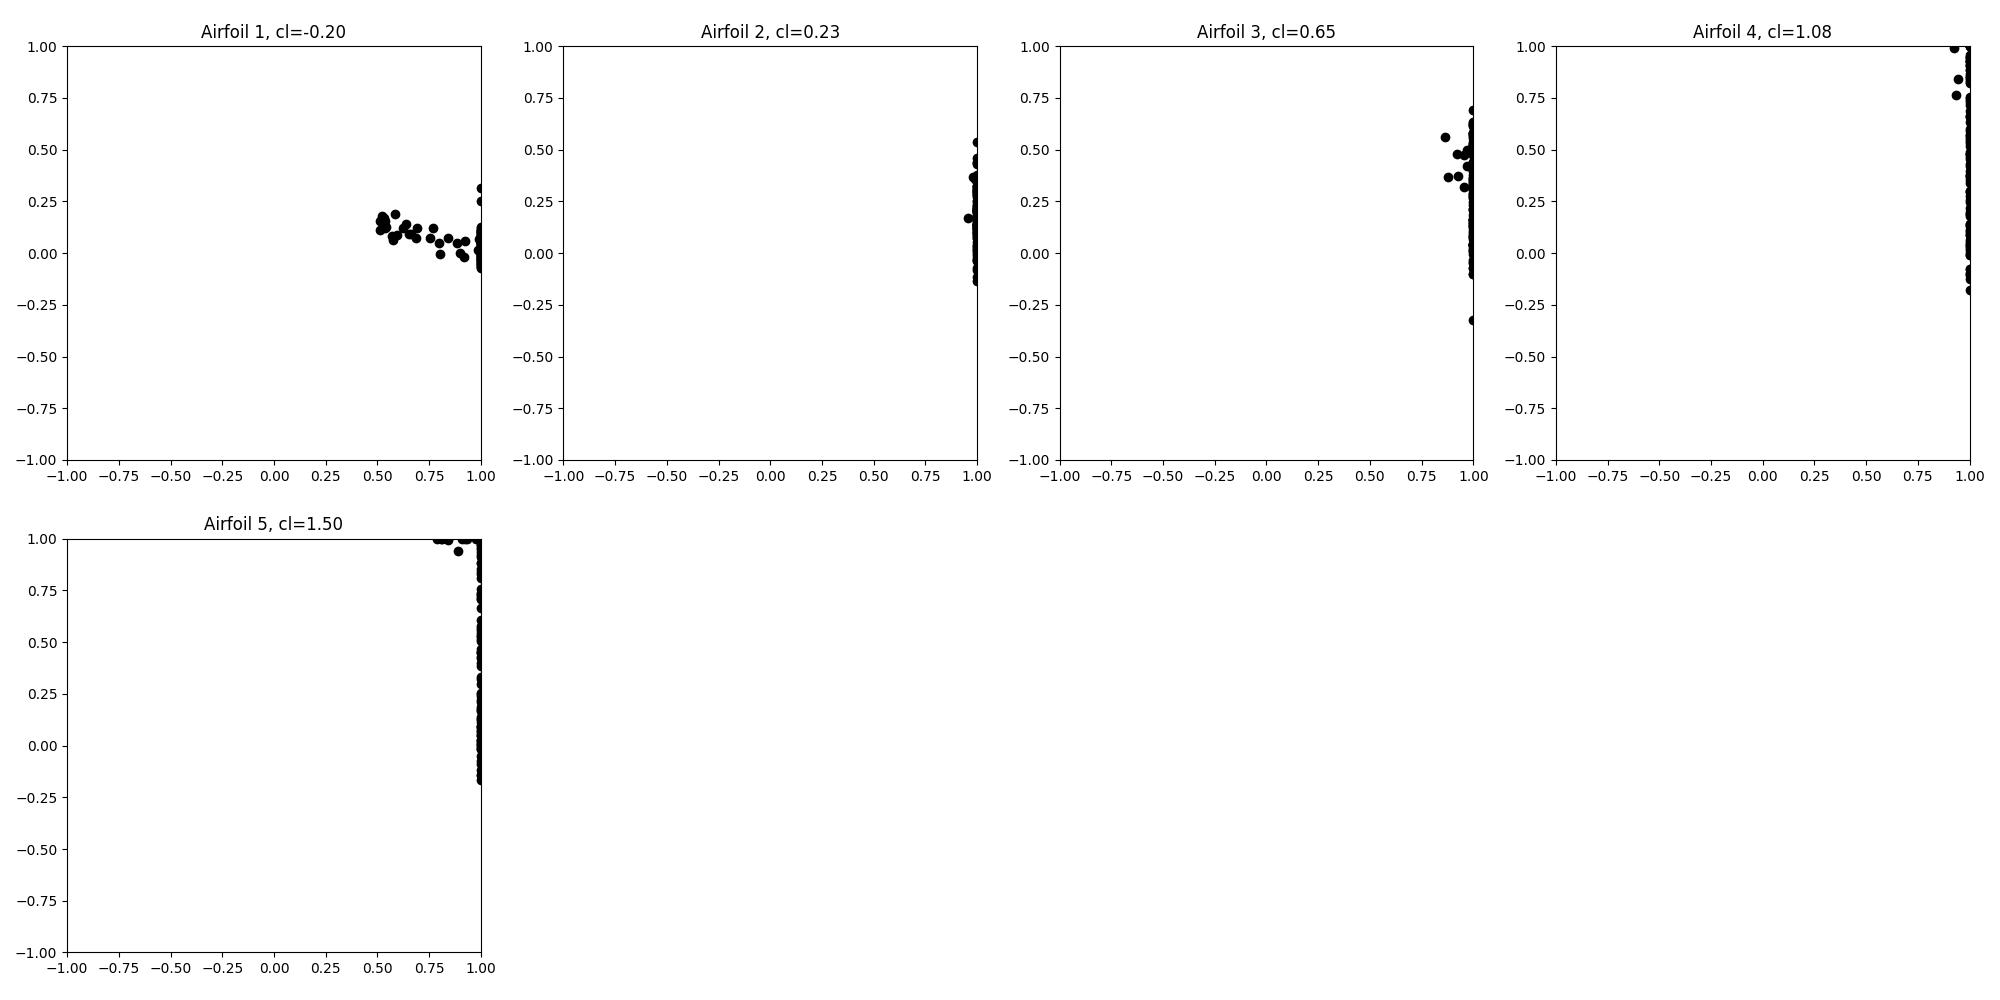 Airfoil 1, cl=-0.20
Airfoil 2, cl=0.23
Airfoil 3, cl=0.65
Airfoil 4, cl=1.08
1.00 1.00 1.00 1.00
0.75 0.75 0.75 0.75
0.50 0.50 0.50 0.50
0.25 0.25 0.25 0.25
0.00 0.00 0.00 0.00
−0.25 −0.25 −0.25 −0.25
−0.50 −0.50 −0.50 −0.50
−0.75 −0.75 −0.75 −0.75
−1.00 −1.00 −1.00 −1.00
−1.00 −0.75 −0.50 −0.25 0.00 0.25 0.50 0.75 1.00
−1.00 −0.75 −0.50 −0.25 0.00 0.25 0.50 0.75 1.00
−1.00 −0.75 −0.50 −0.25 0.00 0.25 0.50 0.75 1.00
−1.00 −0.75 −0.50 −0.25 0.00 0.25 0.50 0.75 1.00
Airfoil 5, cl=1.50
1.00
0.75
0.50
0.25
0.00
−0.25
−0.50
−0.75
−1.00
−1.00 −0.75 −0.50 −0.25 0.00 0.25 0.50 0.75 1.00